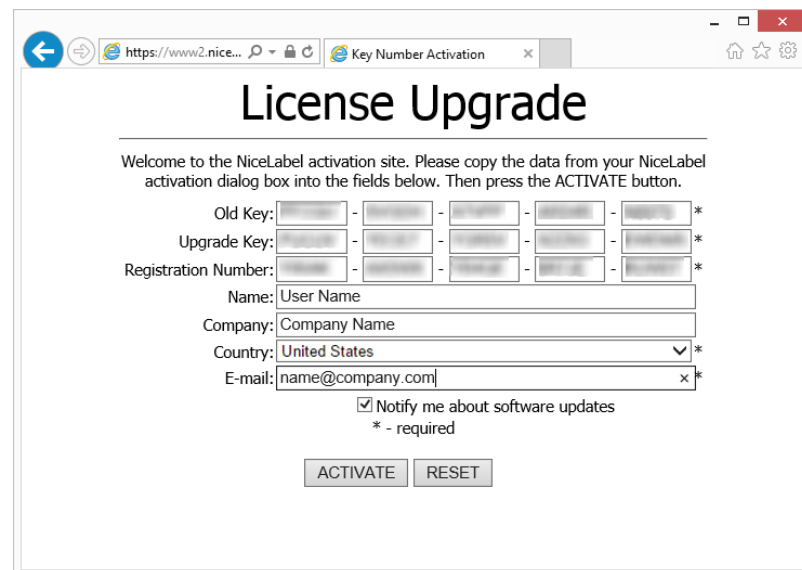 https://www2.nice...
Key Number Activation
License Upgrade
Welcome to the NiceLabel activation site. Please copy the data from your NiceLabel
activation dialog box into the fields below. Then press the ACTIVATE button.
Old Key: - - - - *
Upgrade Key: - - - - *
Registration Number: - - - - *
Name: User Name
Company: Company Name
Country: United States *
E-mail: name@company.com *
Notify me about software updates
* - required
ACTIVATE RESET